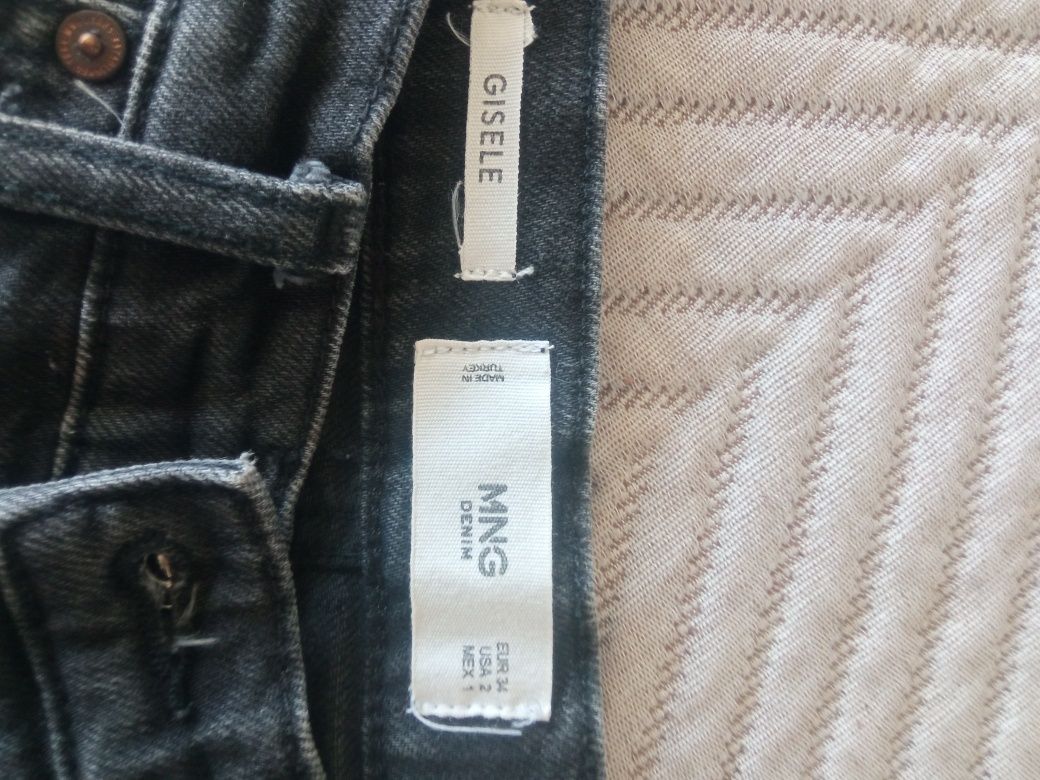 GISELE
MADE IN
TURKEY
MNG
DENIM
EUR 34
USA 2
MEX 1